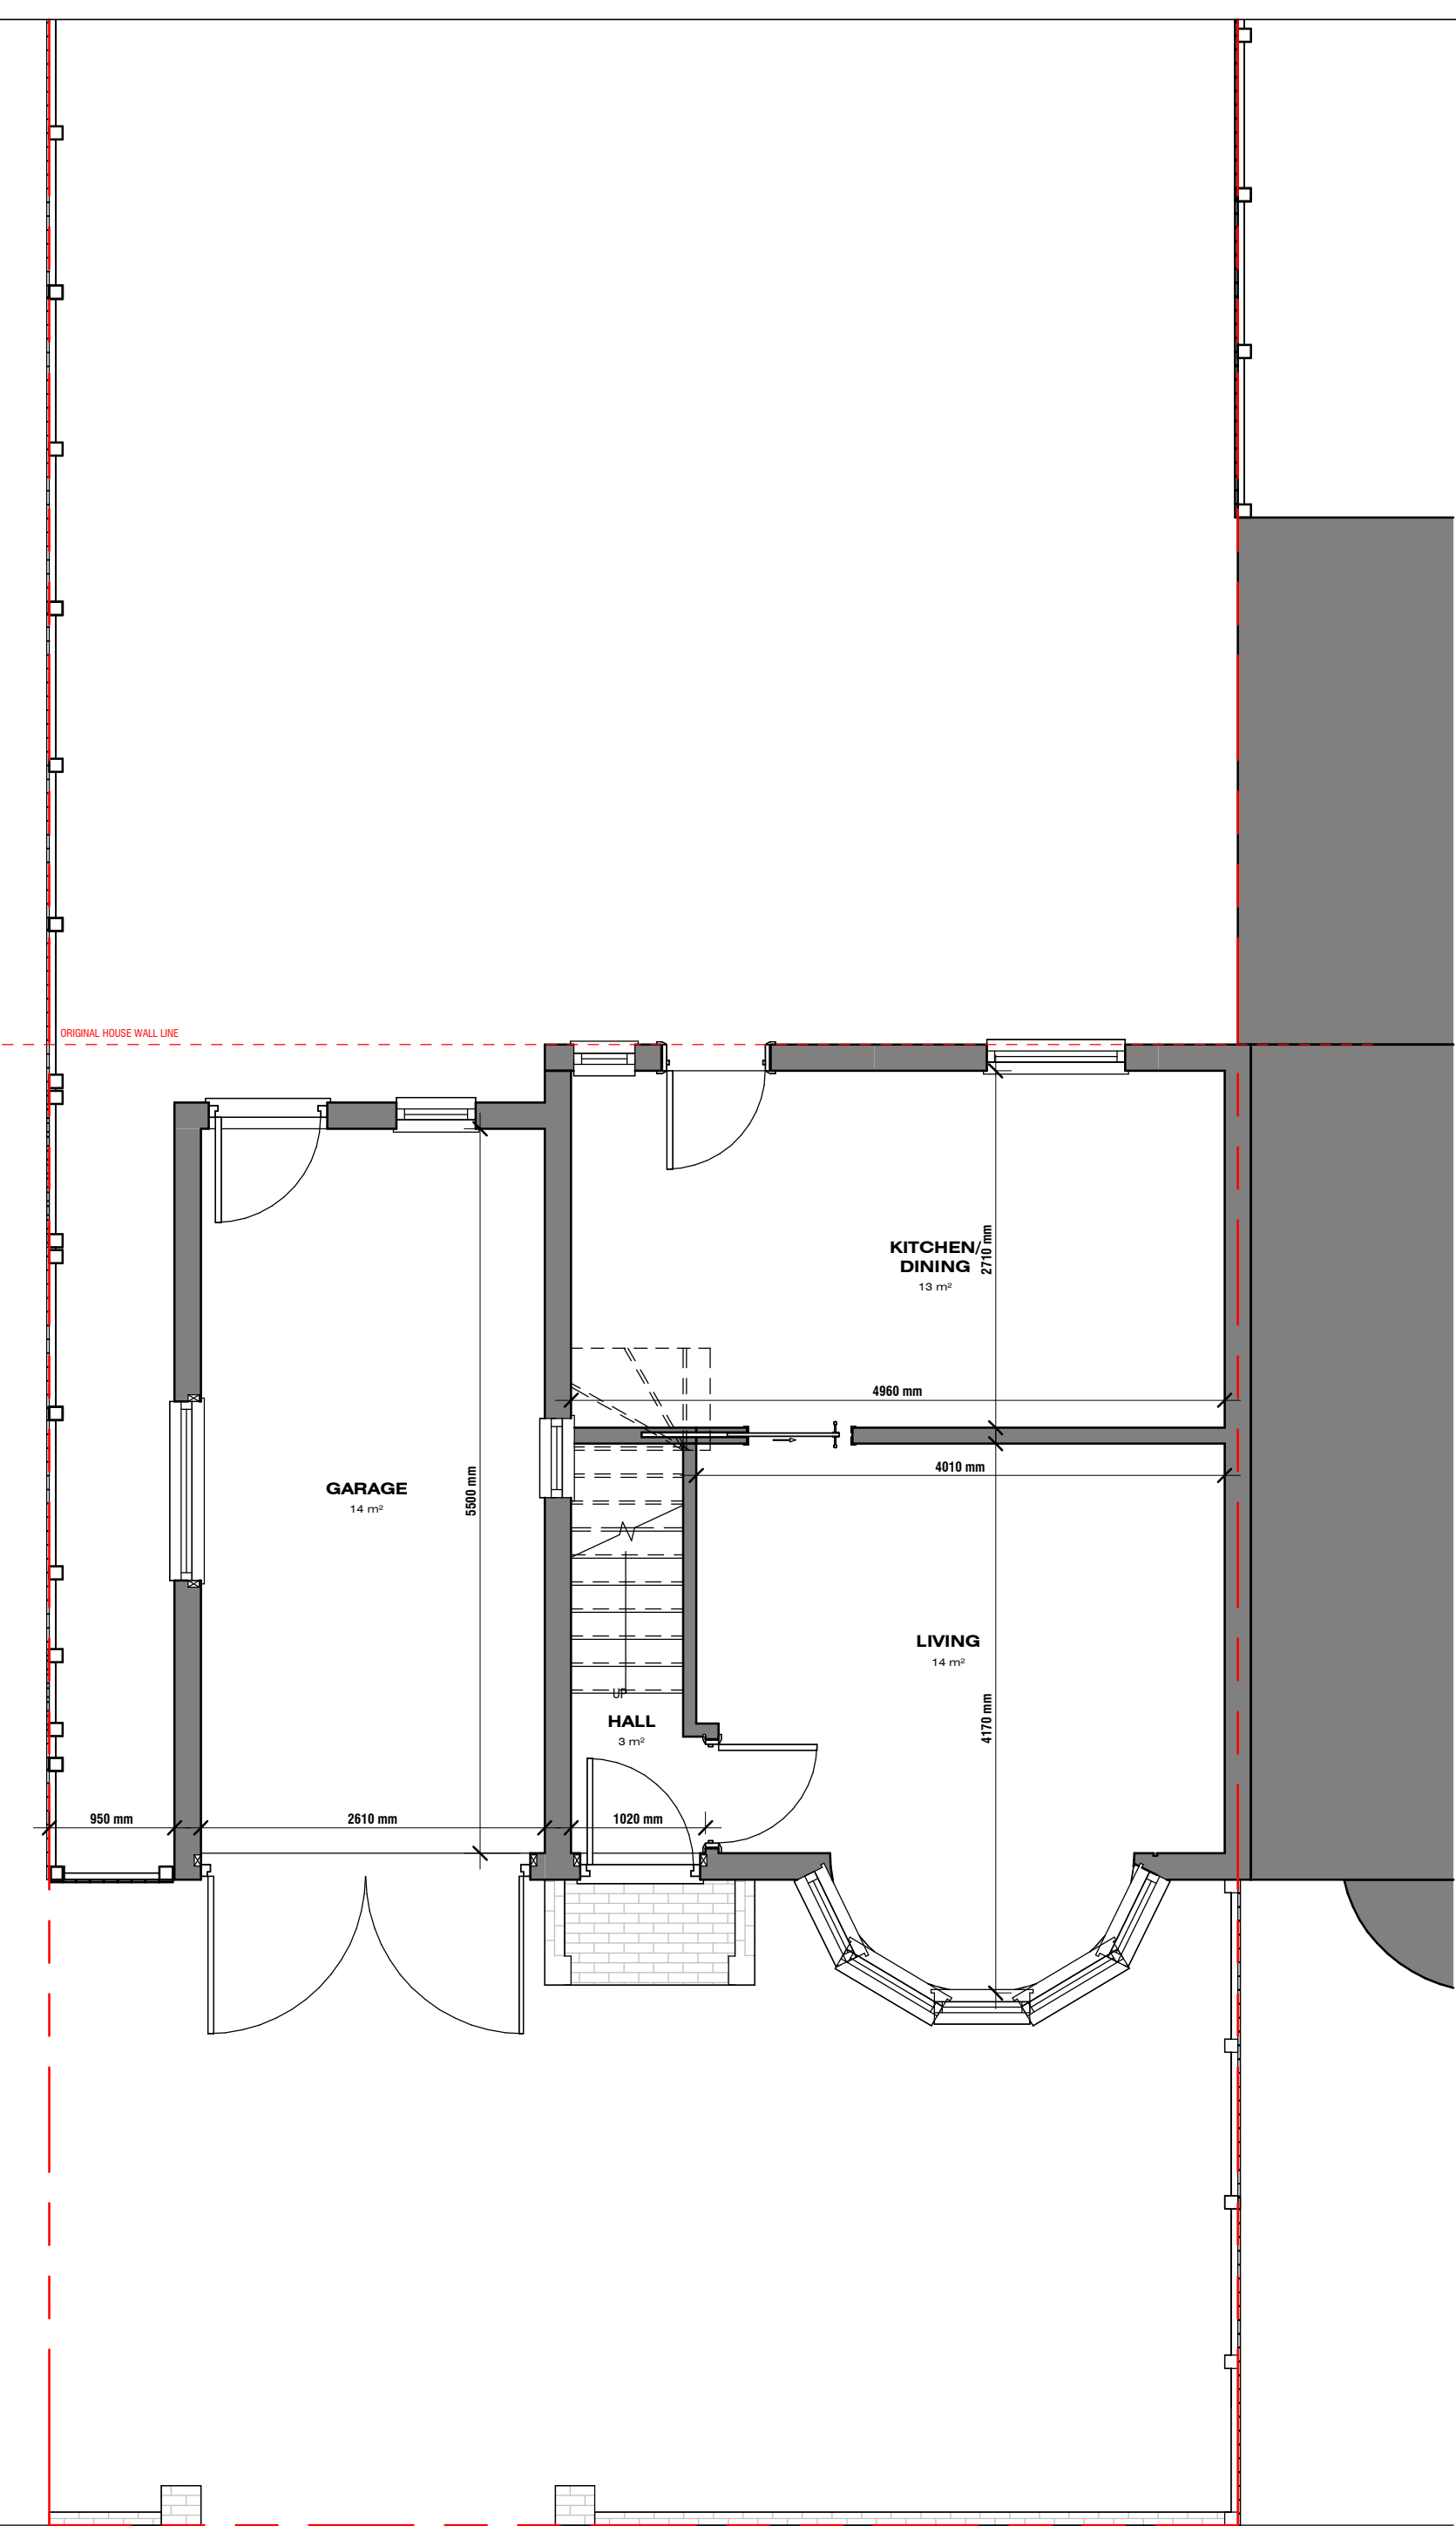 ORIGINAL HOUSE WALL LINE
KITCHEN/
DINING
13 m²
2710 mm
4960 mm
4010 mm
GARAGE
14 m²
5500 mm
LIVING
14 m²
UP
HALL
3 m²
4170 mm
950 mm
2610 mm
1020 mm